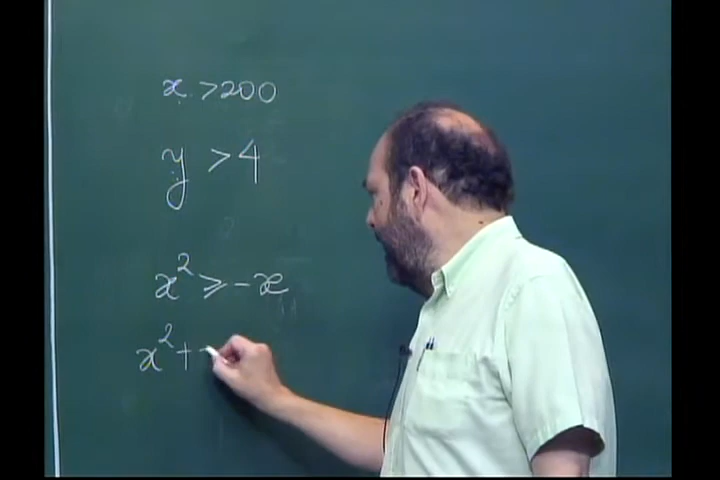 x > 200
y > 4
x² ≥ -x
x² +